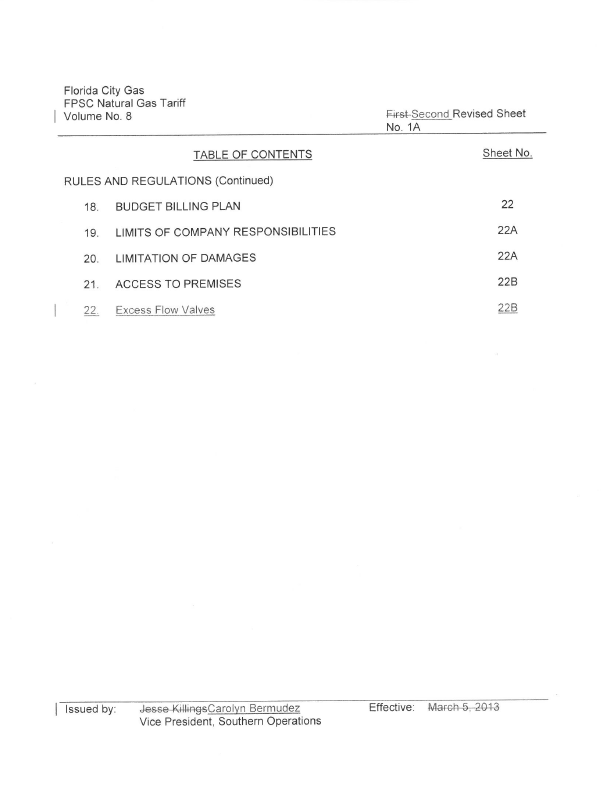 Florida City Gas
FPSC Natural Gas Tariff
Volume No. 8
First Second Revised Sheet
No. 1A
TABLE OF CONTENTS Sheet No.
RULES AND REGULATIONS (Continued)
18. BUDGET BILLING PLAN 22
19. LIMITS OF COMPANY RESPONSIBILITIES 22A
20. LIMITATION OF DAMAGES 22A
21. ACCESS TO PREMISES 22B
22. Excess Flow Valves 22B
Issued by: Jesse KillingsCarolyn Bermudez Effective: March 5, 2013
Vice President, Southern Operations